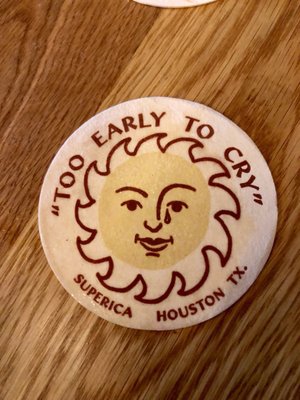 "TOO EARLY TO CRY"
SUPERICA HOUSTON TX.